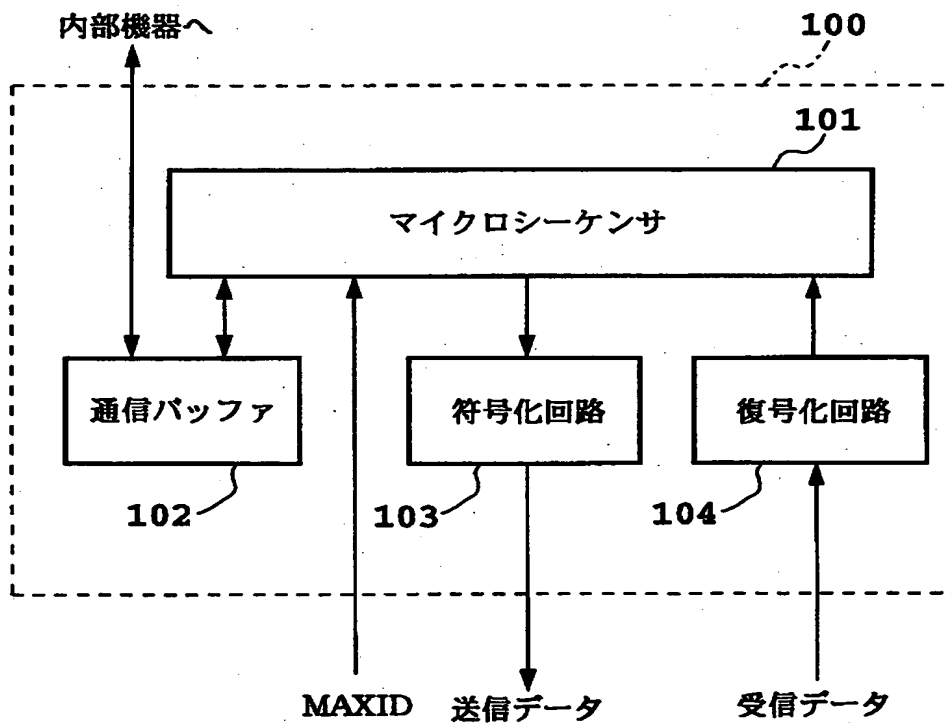 内部機器へ
100
101
マイクロシーケンサ
通信バッファ
符号化回路
復号化回路
102
103
104
MAXID
送信データ
受信データ